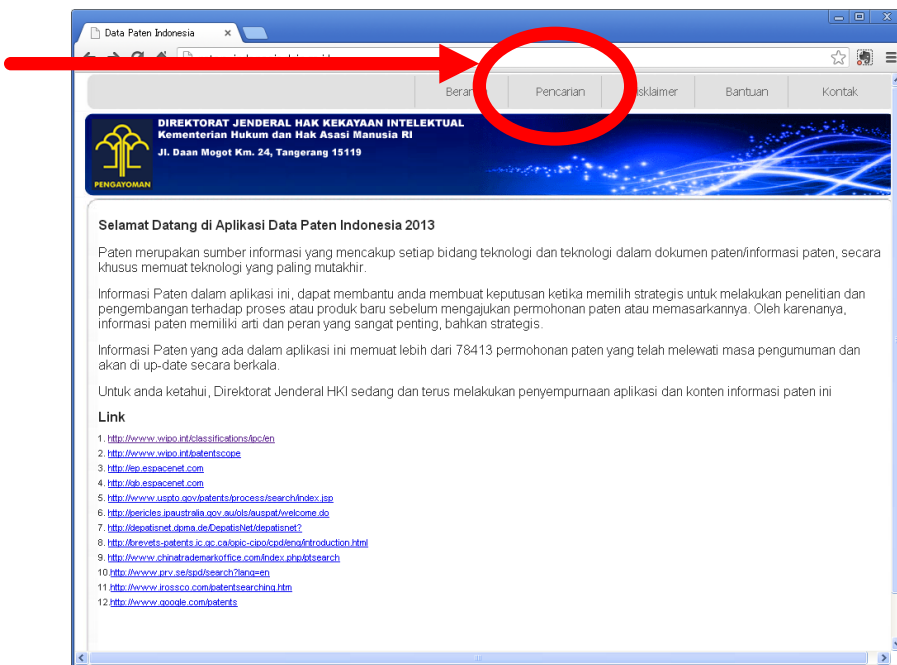 Data Paten Indonesia
Pencarian
Bantuan
Kontak
DIREKTORAT JENDERAL HAK KEKAYAAN INTELEKTUAL
Kementerian Hukum dan Hak Asasi Manusia RI
Jl. Daan Mogot Km. 24, Tangerang 15119
PENGAYOMAN
Selamat Datang di Aplikasi Data Paten Indonesia 2013
Paten merupakan sumber informasi yang mencakup setiap bidang teknologi dan teknologi dalam dokumen paten/informasi paten, secara
khusus memuat teknologi yang paling mutakhir.
Informasi Paten dalam aplikasi ini, dapat membantu anda membuat keputusan ketika memilih strategis untuk melakukan penelitian dan
pengembangan terhadap proses atau produk baru sebelum mengajukan permohonan paten atau memasarkannya. Oleh karenanya,
informasi paten memiliki arti dan peran yang sangat penting, bahkan strategis.
Informasi Paten yang ada dalam aplikasi ini memuat lebih dari 78413 permohonan paten yang telah melewati masa pengumuman dan
akan di up-date secara berkala.
Untuk anda ketahui, Direktorat Jenderal HKI sedang dan terus melakukan penyempurnaan aplikasi dan konten informasi paten ini
Link
1. http://www.wipo.int/classifications/ipc/en
2. http://www.wipo.int/patentscope
3. http://ep.espacenet.com
4. http://gb.espacenet.com
5. http://www.uspto.gov/patents/process/search/index.jsp
6. http://pericles.ipaustralia.gov.au/ols/auspat/welcome.do
7. http://depatisnet.dpma.de/DepatisNet/depatisnet?
8. http://brevets-patents.ic.gc.ca/opic-cipo/cpd/eng/introduction.html
9. http://www.chinatrademarkoffice.com/index.php/ptsearch
10.http://www.prv.se/spd/search?lang=en
11.http://www.irossco.com/patentsearching.htm
12.http://www.google.com/patents